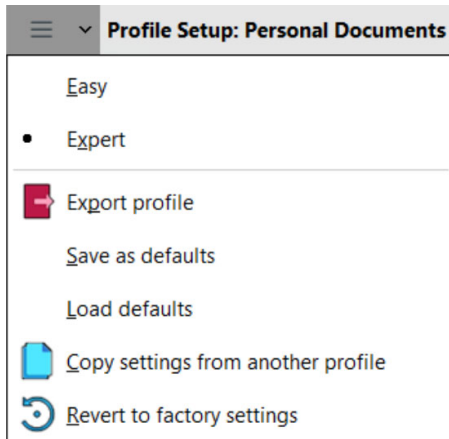 Profile Setup: Personal Documents
Easy
Expert
Export profile
Save as defaults
Load defaults
Copy settings from another profile
Revert to factory settings